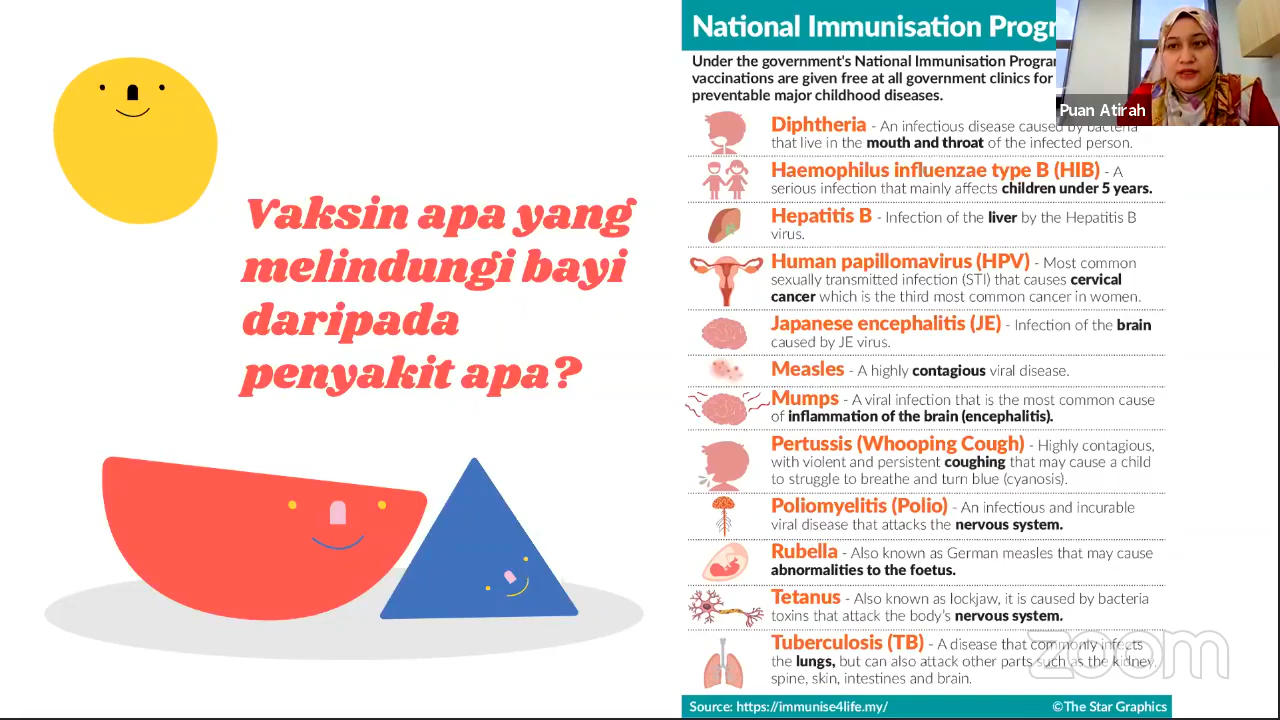 Vaksin apa yang
melindungi bayi
daripada
penyakit apa?
National Immunisation Progr
Under the government's National Immunisation Progra
vaccinations are given free at all government clinics for
preventable major childhood diseases.
Puan Atirah
Diphtheria - An infectious disease caused by bacteria
that live in the mouth and throat of the infected person.
Haemophilus influenzae type B (HIB) - A
serious infection that mainly affects children under 5 years.
Hepatitis B - Infection of the liver by the Hepatitis B
virus.
Human papillomavirus (HPV) - Most common
sexually transmitted infection (STI) that causes cervical
cancer which is the third most common cancer in women.
Japanese encephalitis (JE) - Infection of the brain
caused by JE virus.
Measles - A highly contagious viral disease.
Mumps - A viral infection that is the most common cause
of inflammation of the brain (encephalitis).
Pertussis (Whooping Cough) - Highly contagious,
with violent and persistent coughing that may cause a child
to struggle to breathe and turn blue (cyanosis).
Poliomyelitis (Polio) - An infectious and incurable
viral disease that attacks the nervous system.
Rubella - Also known as German measles that may cause
abnormalities to the foetus.
Tetanus - Also known as lockjaw, it is caused by bacteria
toxins that attack the body's nervous system.
Tuberculosis (TB) - A disease that commonly infects
the lungs, but can also attack other parts such as the kidney,
spine, skin, intestines and brain.
zoom
Source: https://immunise4life.my/
©The Star Graphics